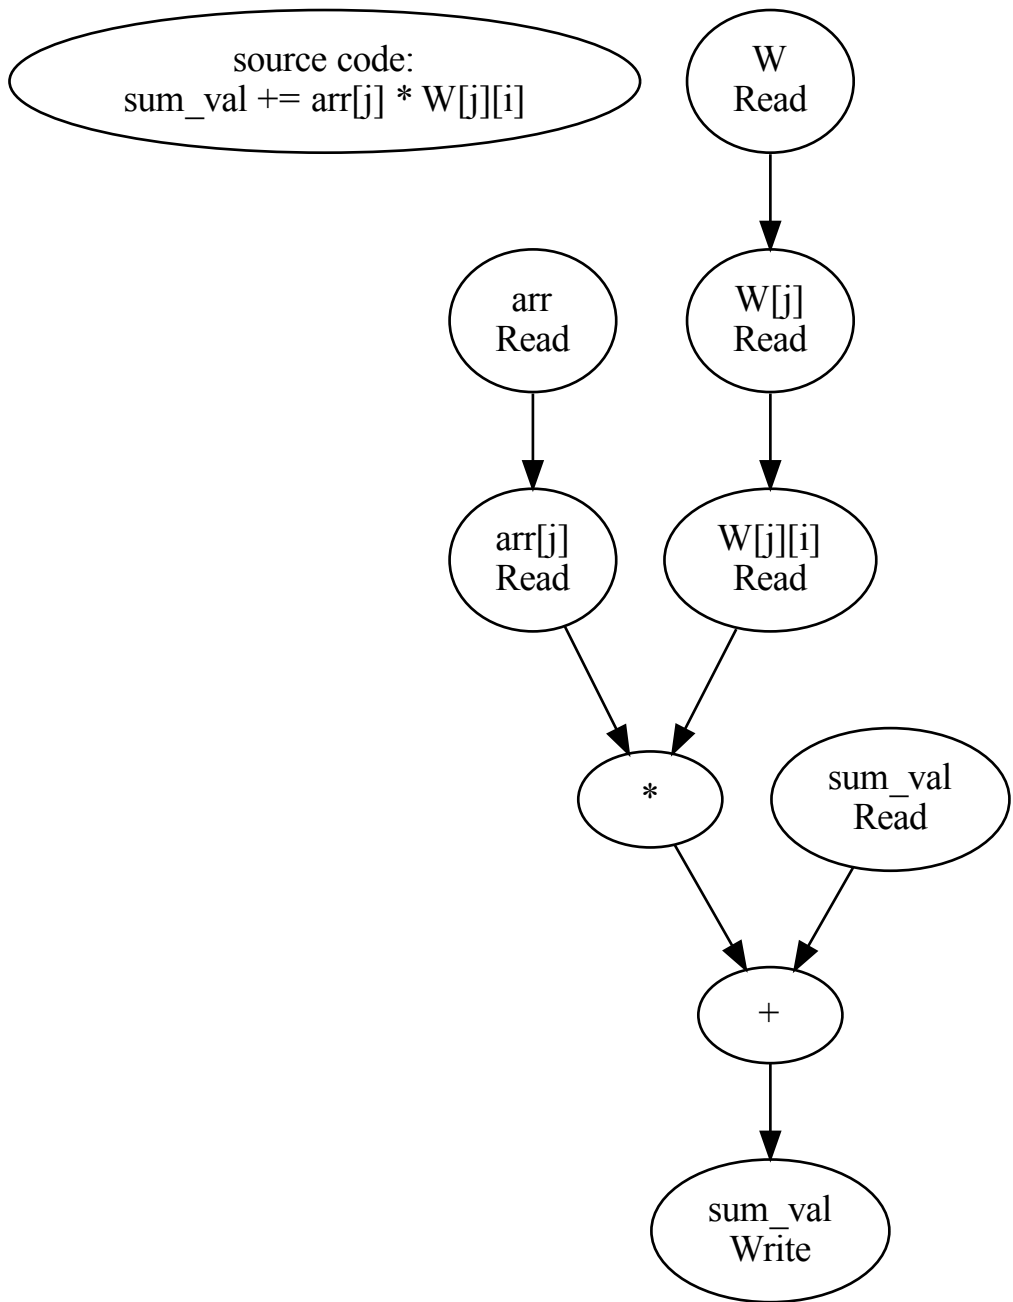 source code:
sum_val += arr[j] * W[j][i]
W
Read
arr
Read
W[j]
Read
arr[j]
Read
W[j][i]
Read
*
sum_val
Read
+
sum_val
Write